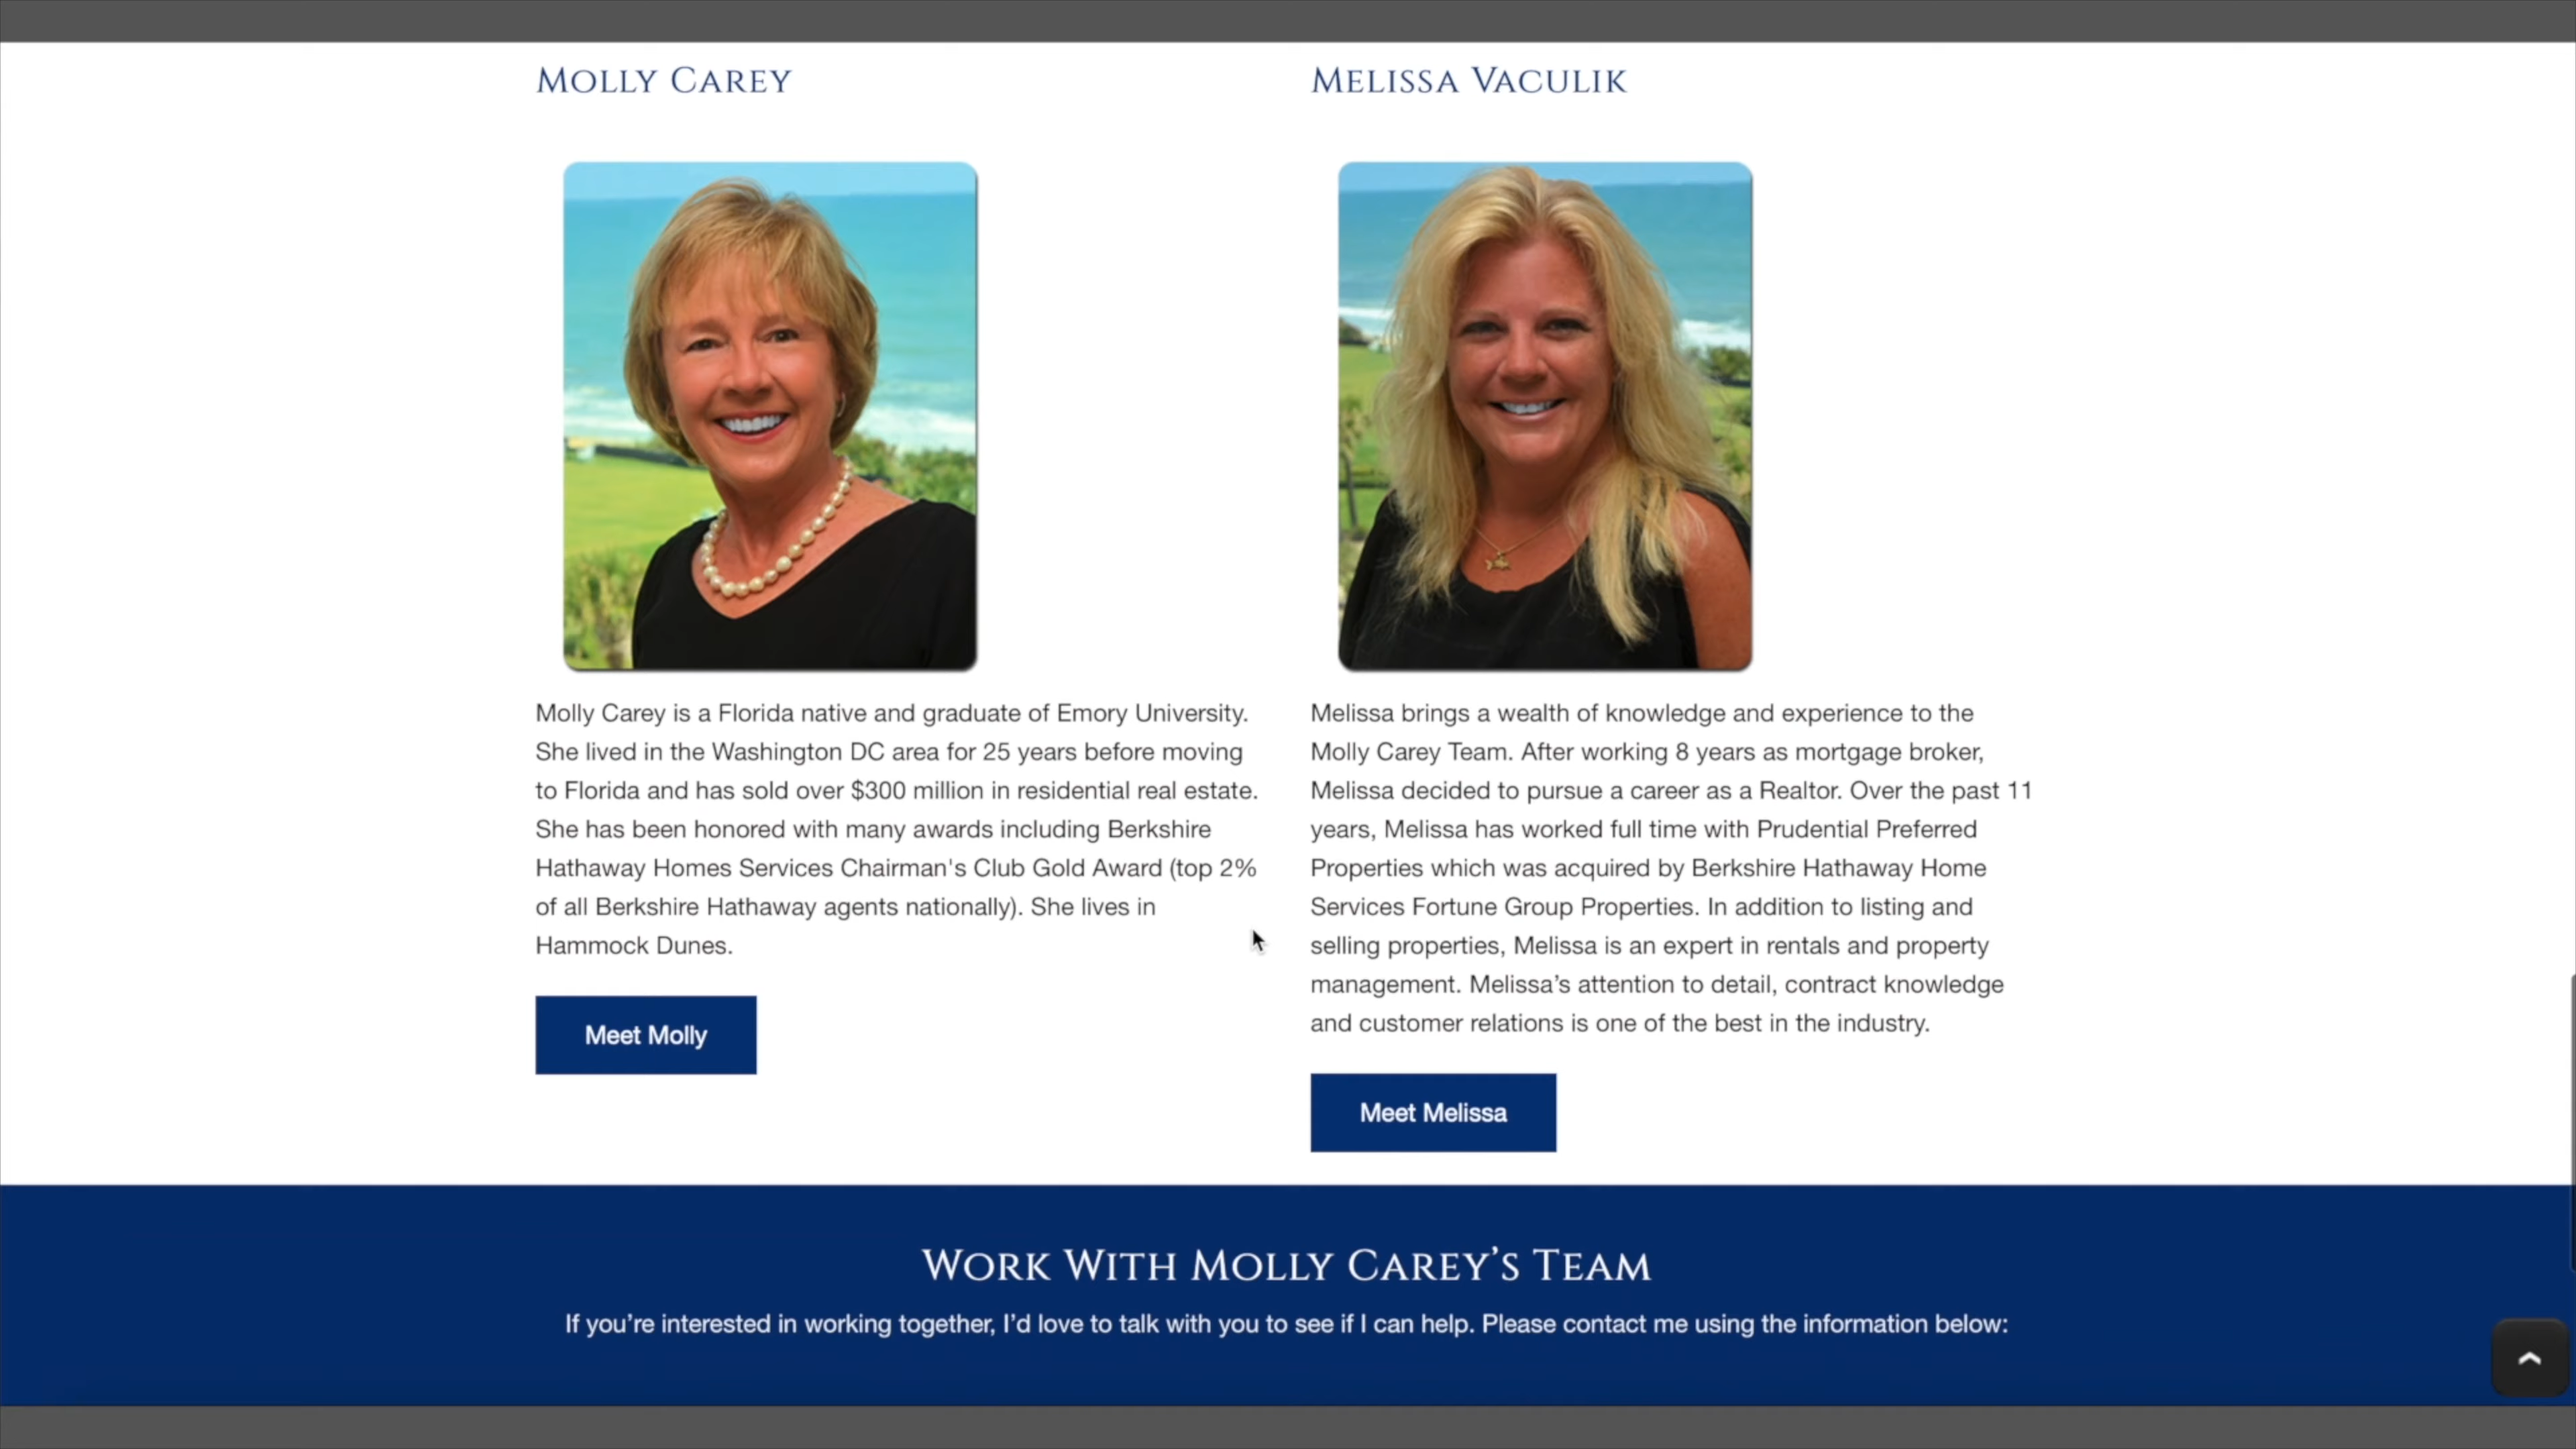 Molly Carey
Molly Carey is a Florida native and graduate of Emory University.
She lived in the Washington DC area for 25 years before moving
to Florida and has sold over $300 million in residential real estate.
She has been honored with many awards including Berkshire
Hathaway Homes Services Chairman's Club Gold Award (top 2%
of all Berkshire Hathaway agents nationally). She lives in
Hammock Dunes.
Meet Molly
Melissa Vaculik
Melissa brings a wealth of knowledge and experience to the
Molly Carey Team. After working 8 years as mortgage broker,
Melissa decided to pursue a career as a Realtor. Over the past 11
years, Melissa has worked full time with Prudential Preferred
Properties which was acquired by Berkshire Hathaway Home
Services Fortune Group Properties. In addition to listing and
selling properties, Melissa is an expert in rentals and property
management. Melissa’s attention to detail, contract knowledge
and customer relations is one of the best in the industry.
Meet Melissa
Work With Molly Carey’s Team
If you’re interested in working together, I’d love to talk with you to see if I can help. Please contact me using the information below: